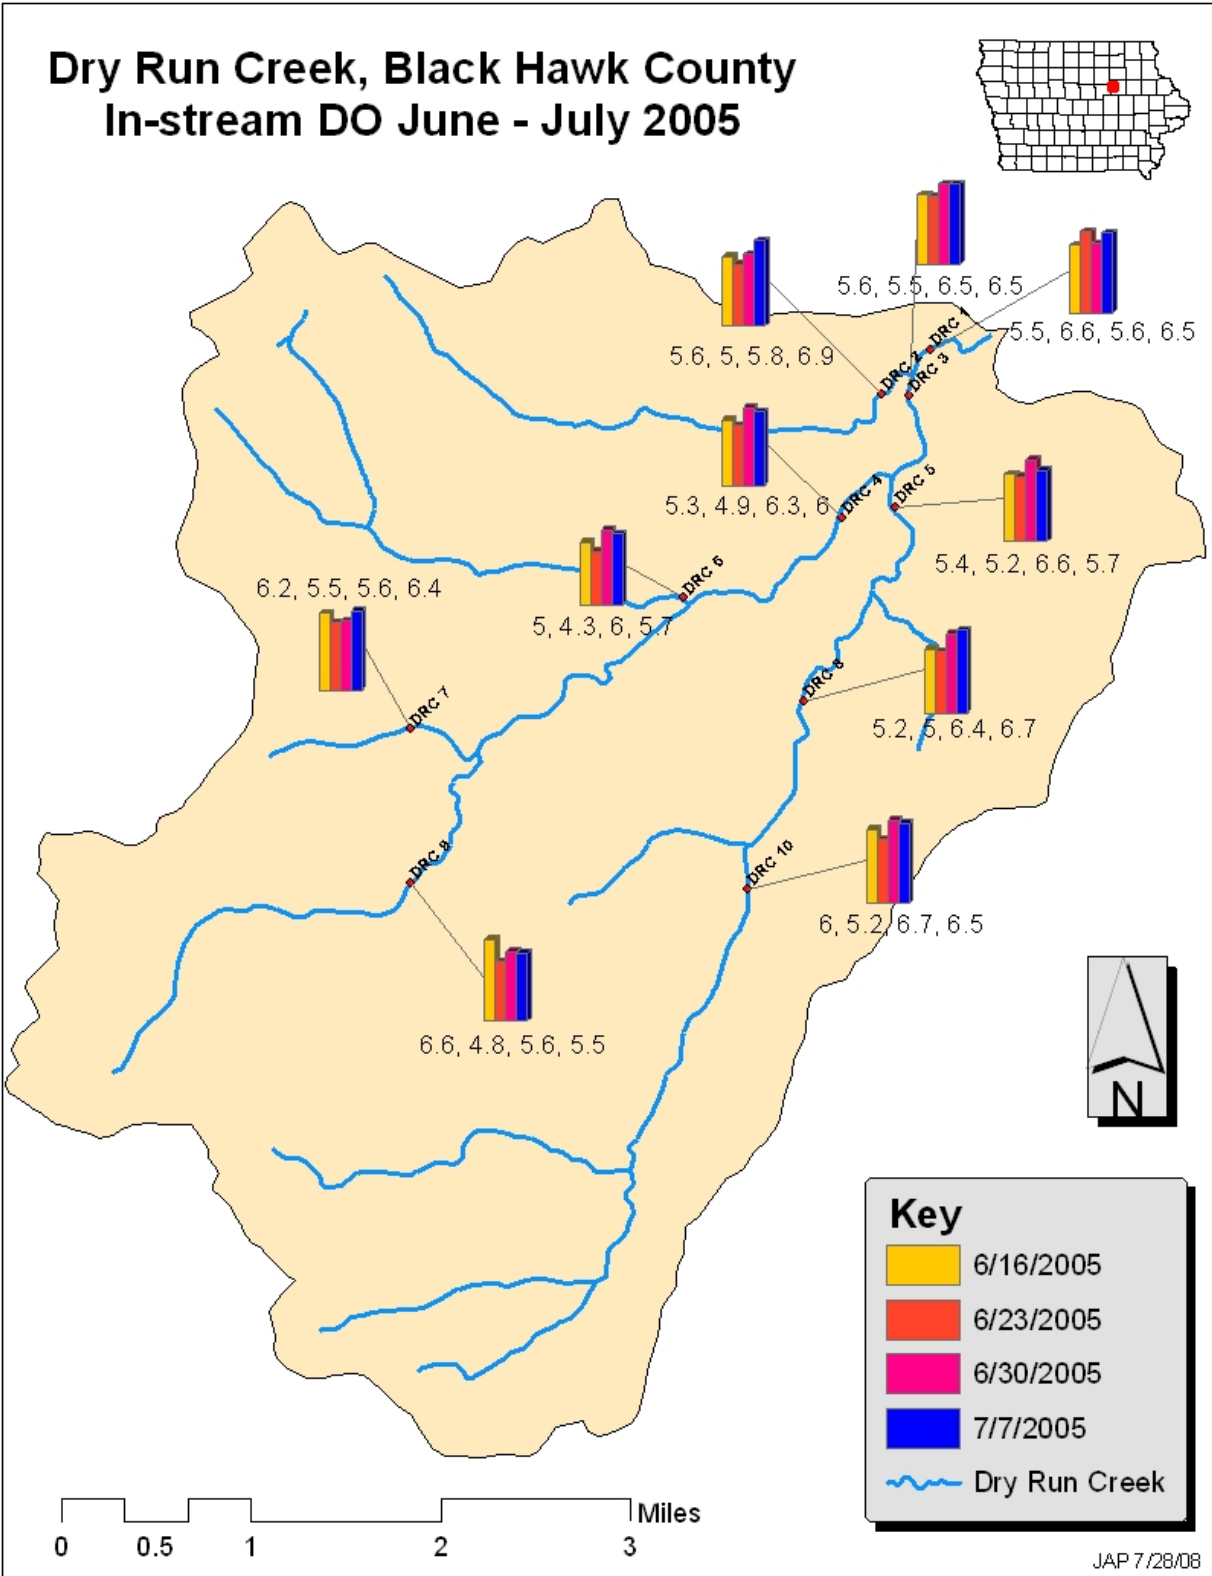 Dry Run Creek, Black Hawk County
In-stream DO June - July 2005
5.6, 5.5, 6.5, 6.5
5.5, 6.6, 5.6, 6.5
DRC 1
5.6, 5, 5.8, 6.9
DRC 2
DRC 3
5.3, 4.9, 6.3, 6
DRC 4
DRC 5
5.4, 5.2, 6.6, 5.7
6.2, 5.5, 5.6, 6.4
DRC 6
5, 4.3, 6, 5.7
DRC 7
DRC 8
5.2, 5, 6.4, 6.7
DRC 9
DRC 10
6, 5.2, 6.7, 6.5
6.6, 4.8, 5.6, 5.5
N
Key
6/16/2005
6/23/2005
6/30/2005
7/7/2005
Dry Run Creek
Miles
0 0.5 1 2 3
JAP 7/28/08